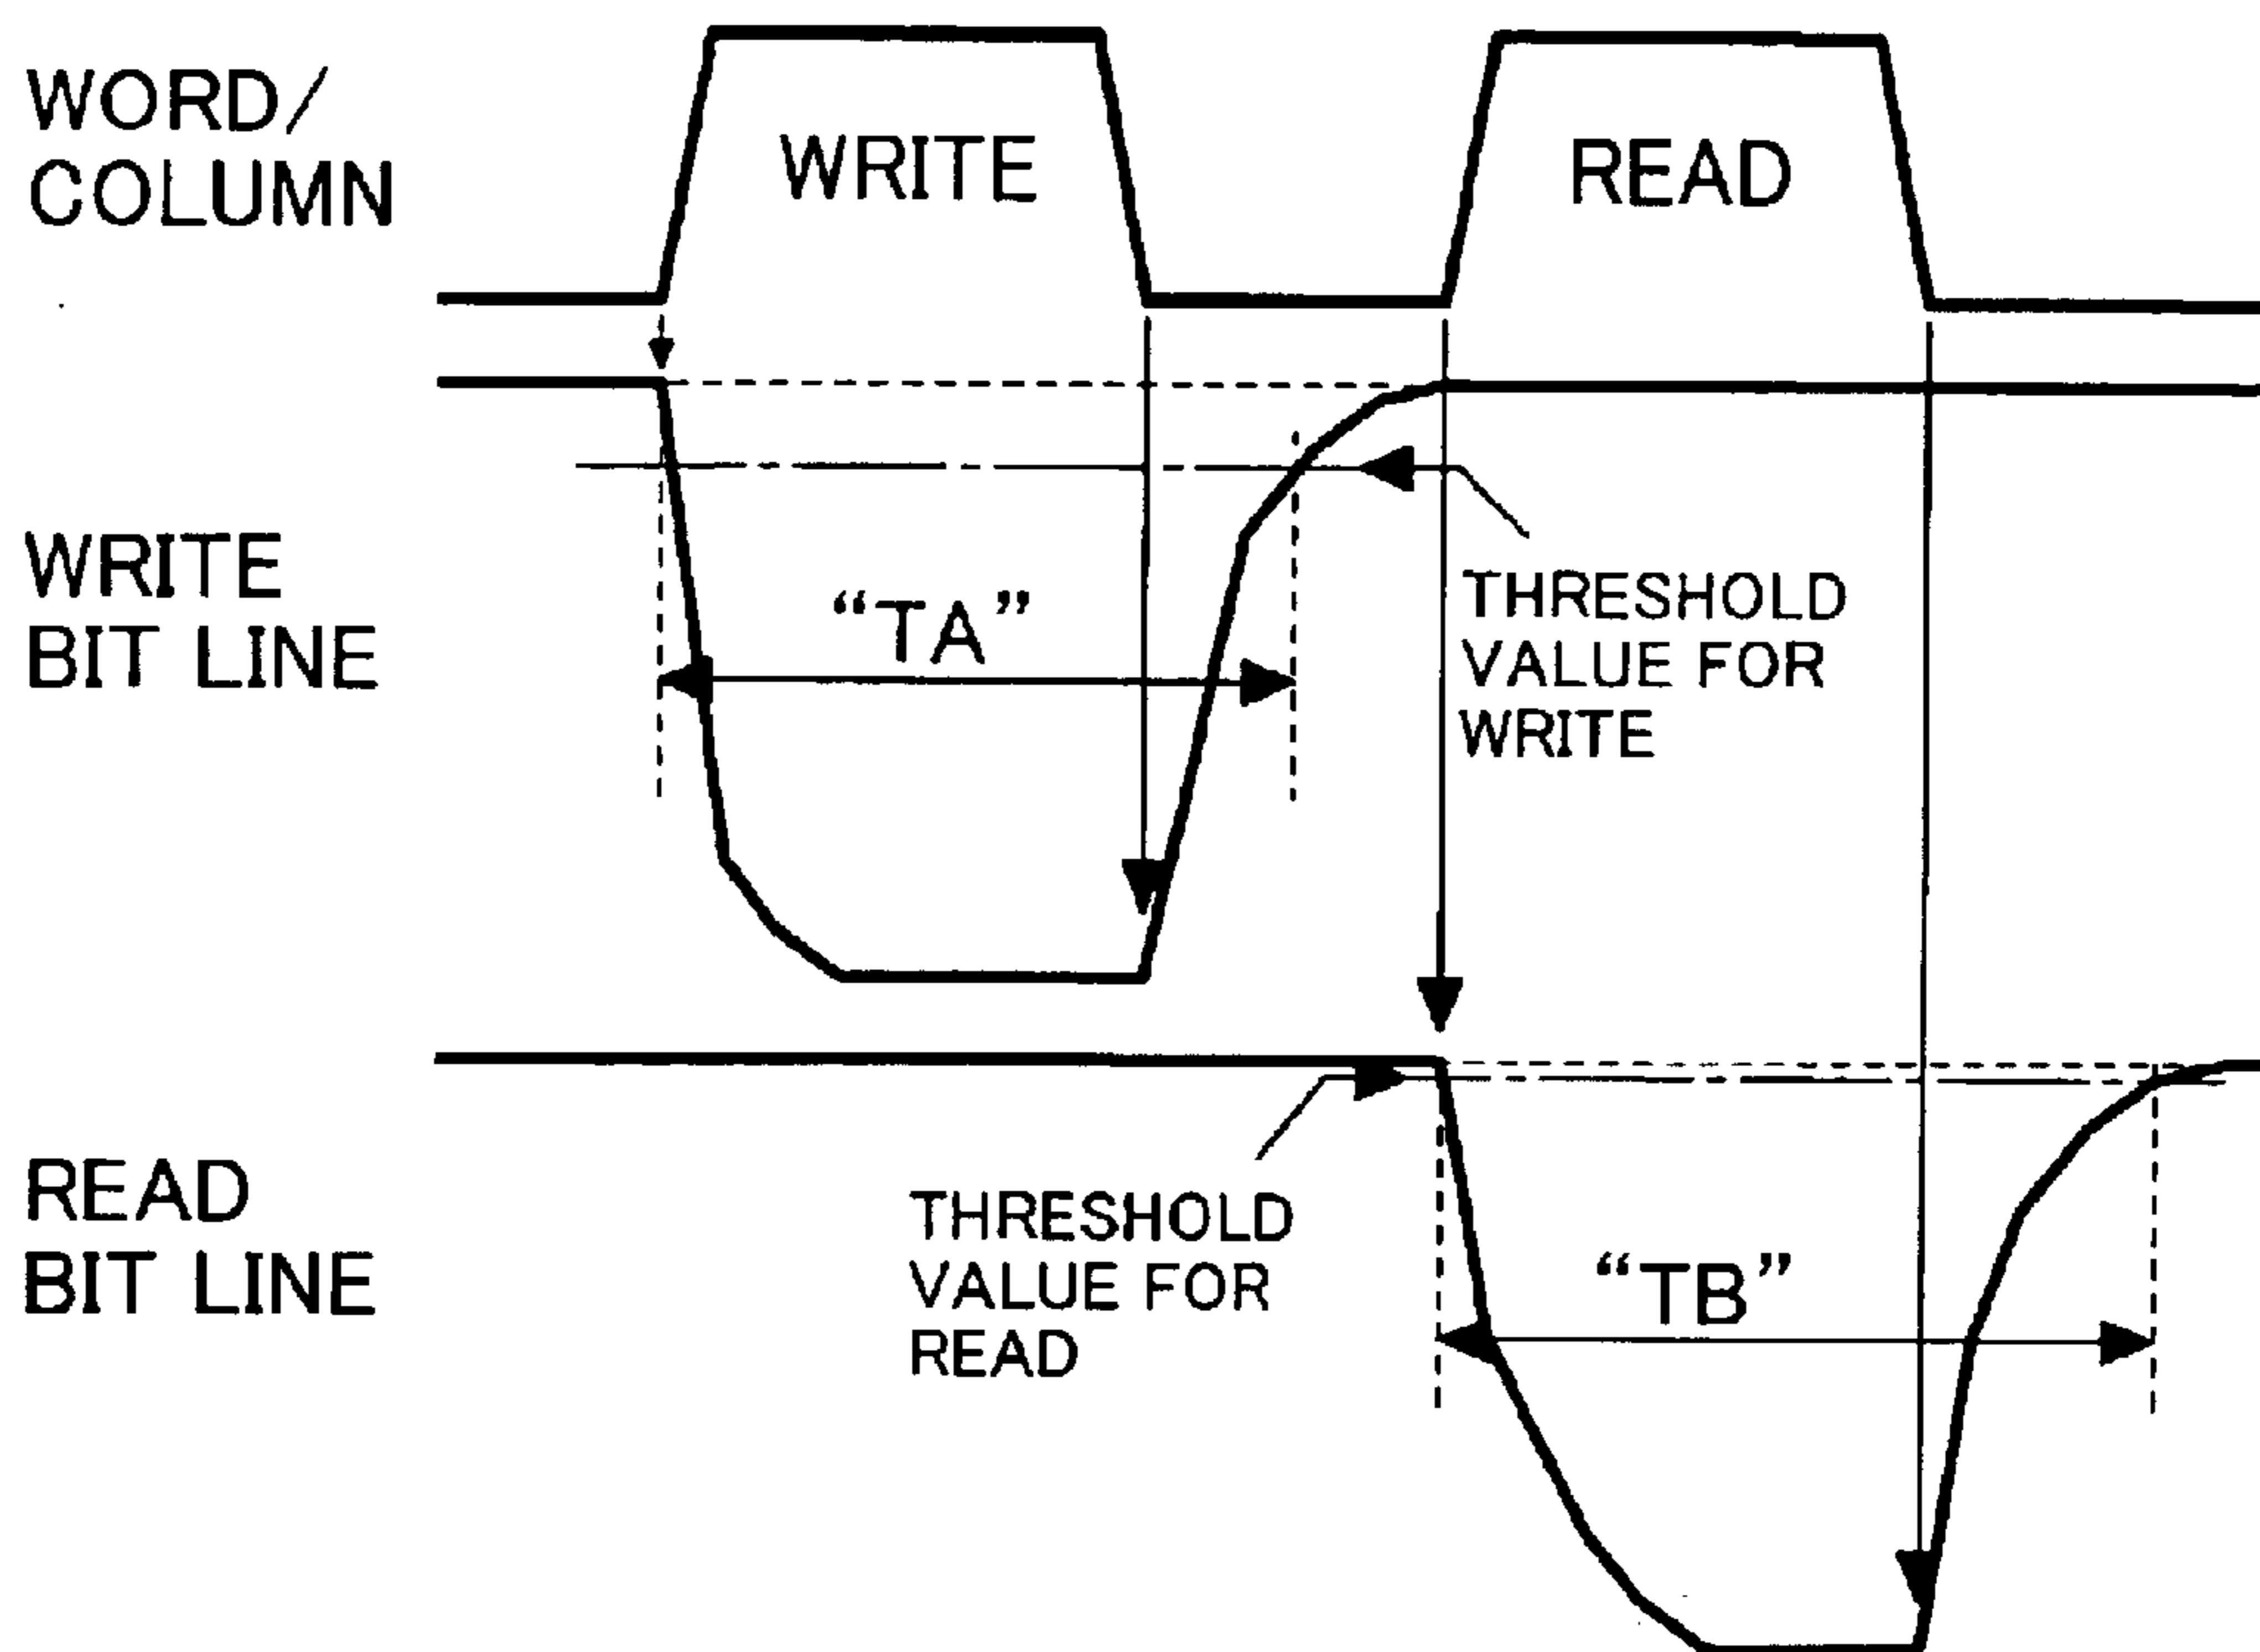 WORD/
COLUMN
WRITE
READ
WRITE
BIT LINE
“TA”
THRESHOLD
VALUE FOR
WRITE
READ
BIT LINE
THRESHOLD
VALUE FOR
READ
“TB”